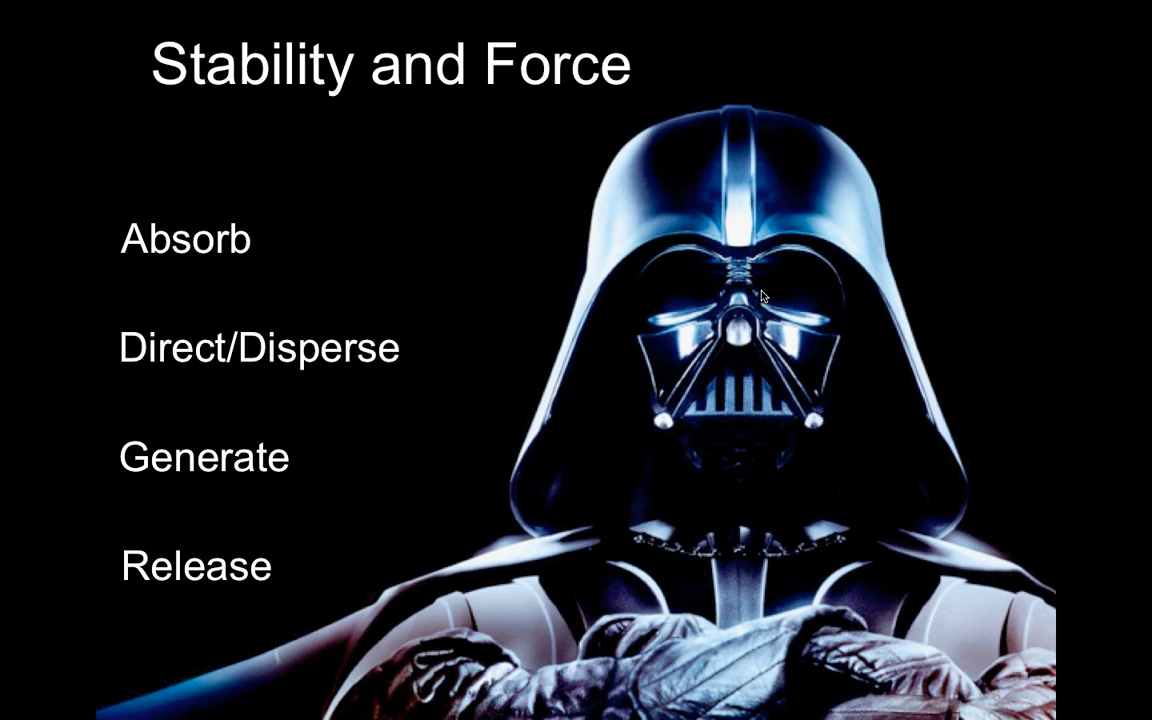 Stability and Force
Absorb
Direct/Disperse
Generate
Release